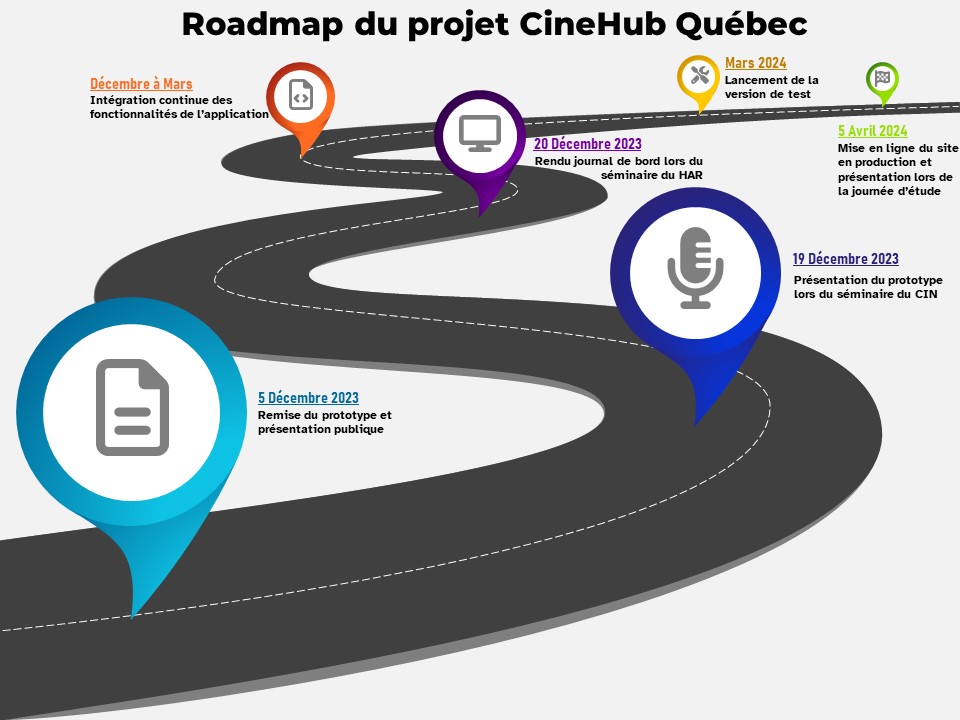 Roadmap du projet CineHub Québec
Décembre à Mars
Intégration continue des
fonctionnalités de l'application
Mars 2024
Lancement de la
version de test
5 Avril 2024
Mise en ligne du site
en production et
présentation lors de
la journée d'étude
20 Décembre 2023
Rendu journal de bord lors du
séminaire du HAR
19 Décembre 2023
Présentation du prototype
lors du séminaire du CIN
5 Décembre 2023
Remise du prototype et
présentation publique